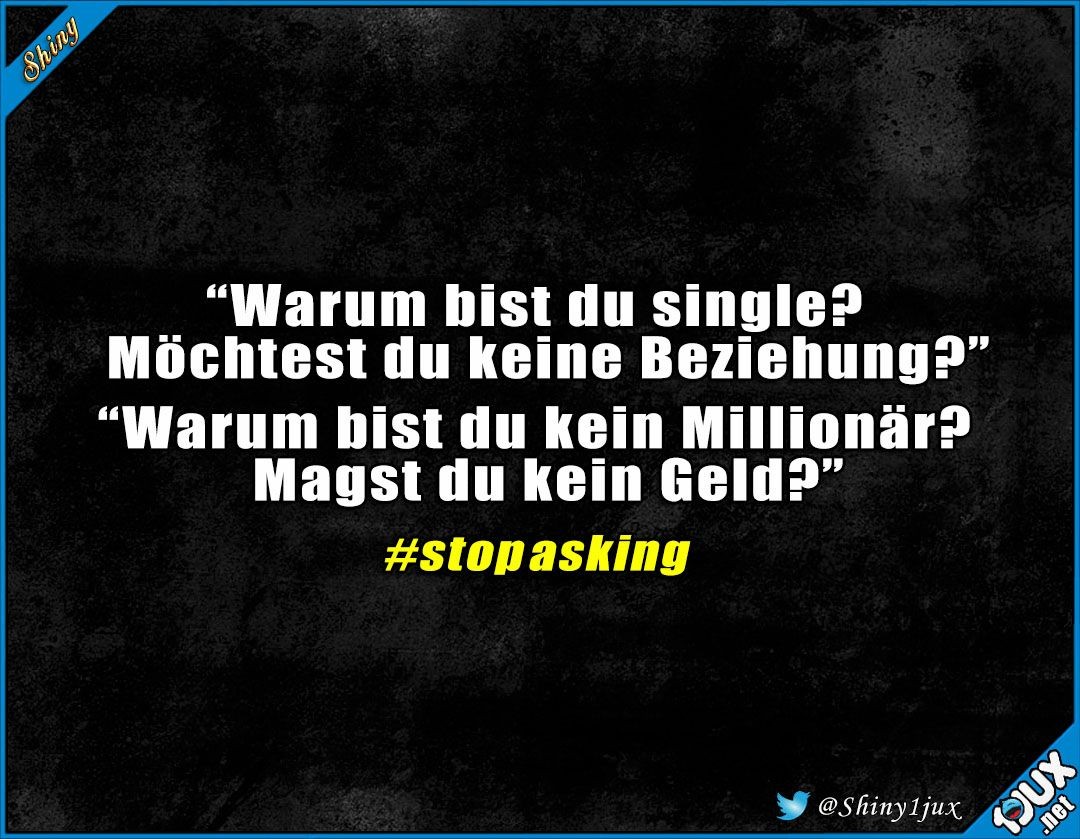 Shiny
“Warum bist du single?
Möchtest du keine Beziehung?”
“Warum bist du kein Millionär?
Magst du kein Geld?”
#stopasking
@Shiny1jux
1JUX
.net